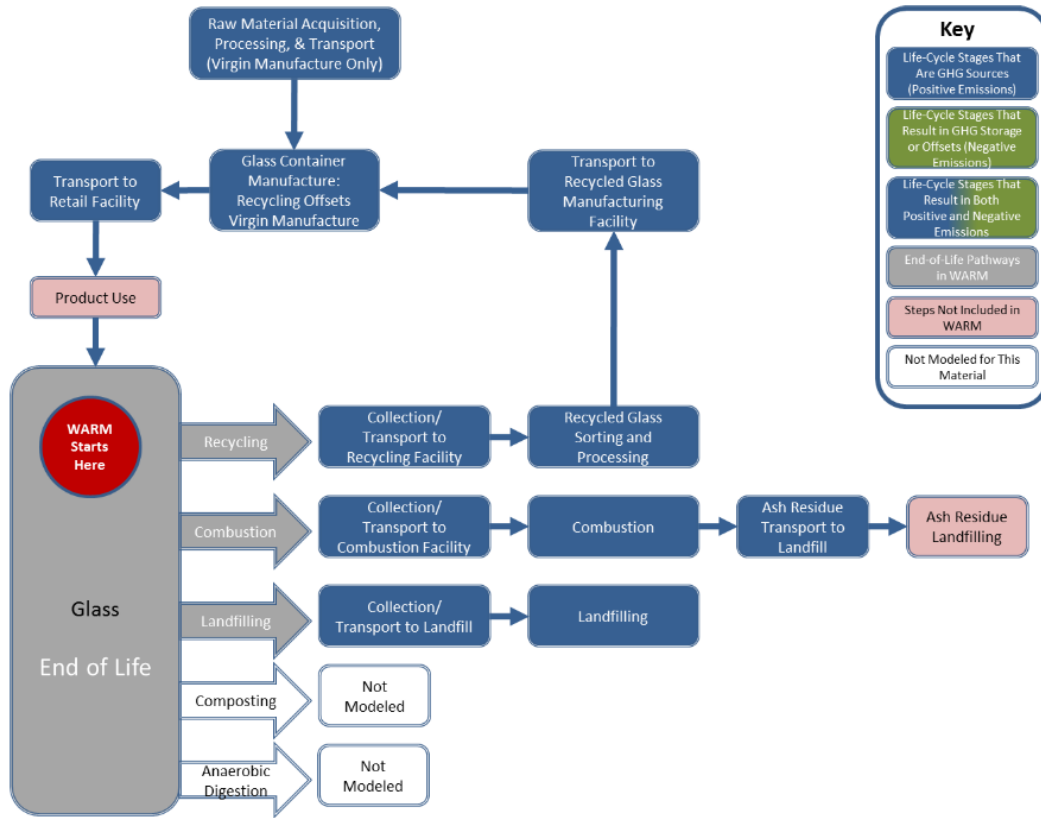 Raw Material Acquisition,
Processing, & Transport
(Virgin Manufacture Only)
Key
Life-Cycle Stages That
Are GHG Sources
(Positive Emissions)
Life-Cycle Stages That
Result in GHG Storage
or Offsets (Negative
Emissions)
Life-Cycle Stages That
Result in Both
Positive and Negative
Emissions
End-of-Life Pathways
in WARM
Steps Not Included in
WARM
Not Modeled for This
Material
Transport to
Retail Facility
Glass Container
Manufacture:
Recycling Offsets
Virgin Manufacture
Transport to
Recycled Glass
Manufacturing
Facility
Product Use
WARM
Starts
Here
Glass
End of Life
Recycling
Collection/
Transport to
Recycling Facility
Recycled Glass
Sorting and
Processing
Combustion
Collection/
Transport to
Combustion Facility
Combustion
Ash Residue
Transport to
Landfill
Ash Residue
Landfilling
Landfilling
Collection/
Transport to Landfill
Landfilling
Composting
Not
Modeled
Anaerobic
Digestion
Not
Modeled